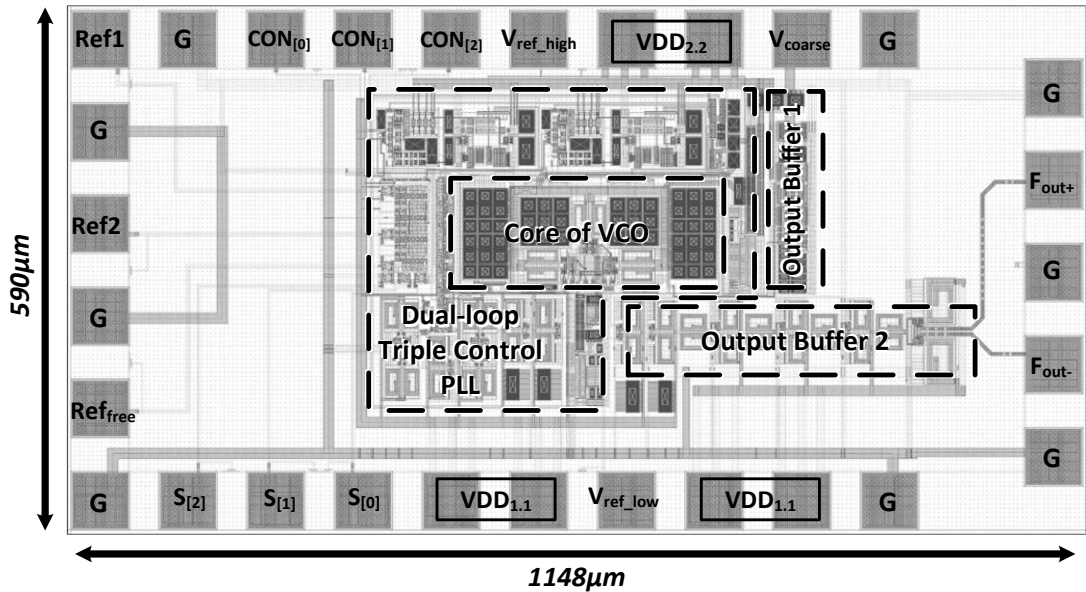 Ref1 G CON[0] CON[1] CON[2] Vref_high VDD2.2 Vcoarse G
G G
Output Buffer 1
Fout+
Ref2 Core of VCO
G G
Dual-loop
Triple Control
PLL
Output Buffer 2
Fout-
Reffree
G
G S[2] S[1] S[0] VDD1.1 Vref_low VDD1.1 G
590μm
1148μm